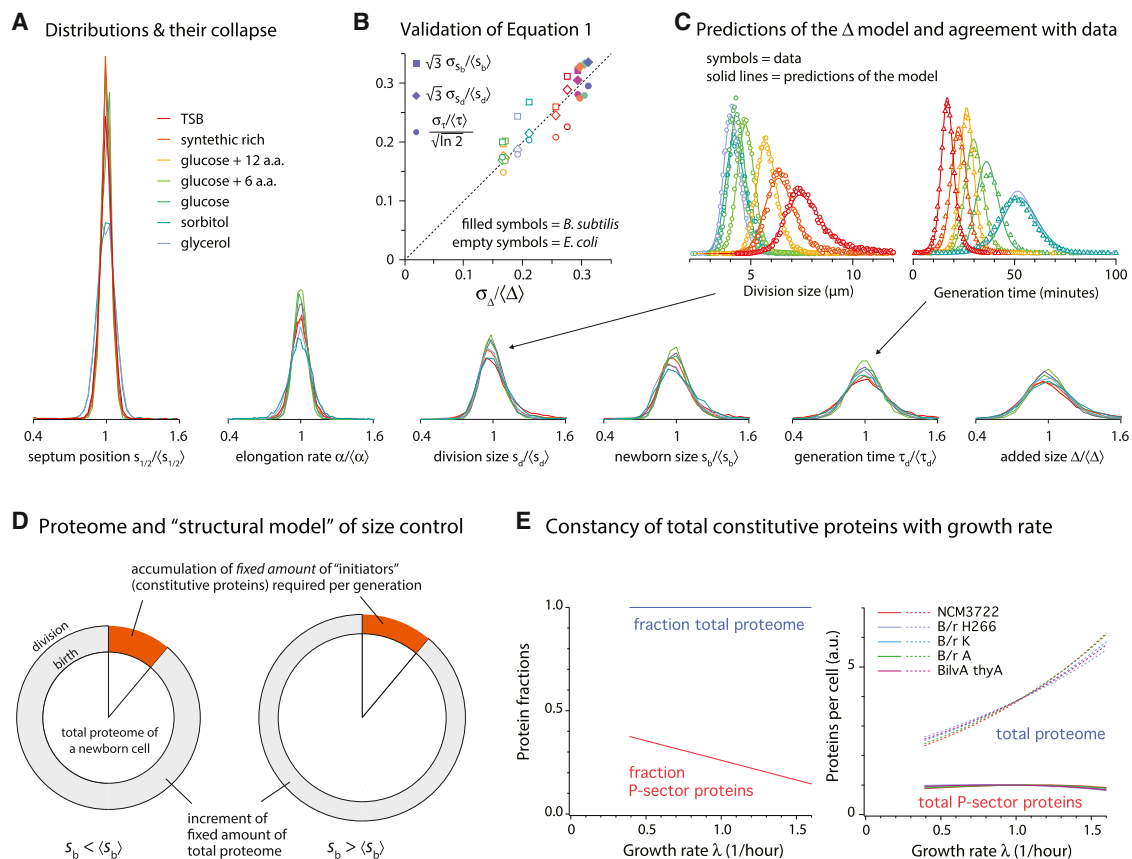 A Distributions & their collapse
TSB
syntethic rich
glucose + 12 a.a.
glucose + 6 a.a.
glucose
sorbitol
glycerol
0.4 1 1.6
septum position s1/2/⟨s1/2⟩
0.4 1 1.6
elongation rate α/⟨α⟩
B Validation of Equation 1
√3 σsb/⟨sb⟩
√3 σsd/⟨sd⟩
στ/⟨τ⟩
√ln 2
filled symbols = B. subtilis
empty symbols = E. coli
0.3
0.2
0.1
0
0 0.1 0.2 0.3
σΔ/⟨Δ⟩
C Predictions of the Δ model and agreement with data
symbols = data
solid lines = predictions of the model
5 10
Division size (μm)
0 50 100
Generation time (minutes)
0.4 1 1.6
division size sd/⟨sd⟩
0.4 1 1.6
newborn size sb/⟨sb⟩
0.4 1 1.6
generation time τd/⟨τd⟩
0.4 1 1.6
added size Δ/⟨Δ⟩
D Proteome and “structural model” of size control
accumulation of fixed amount of “initiators”
(constitutive proteins) required per generation
division
birth
total proteome of
a newborn cell
increment of
fixed amount of
total proteome
sb < ⟨sb⟩
sb > ⟨sb⟩
E Constancy of total constitutive proteins with growth rate
Protein fractions
1.0
0.5
0
fraction total proteome
fraction
P-sector proteins
0 0.5 1.0 1.5
Growth rate λ (1/hour)
Proteins per cell (a.u.)
5
0
NCM3722
B/r H266
B/r K
B/r A
BilvA thyA
total proteome
total P-sector proteins
0 0.5 1.0 1.5
Growth rate λ (1/hour)